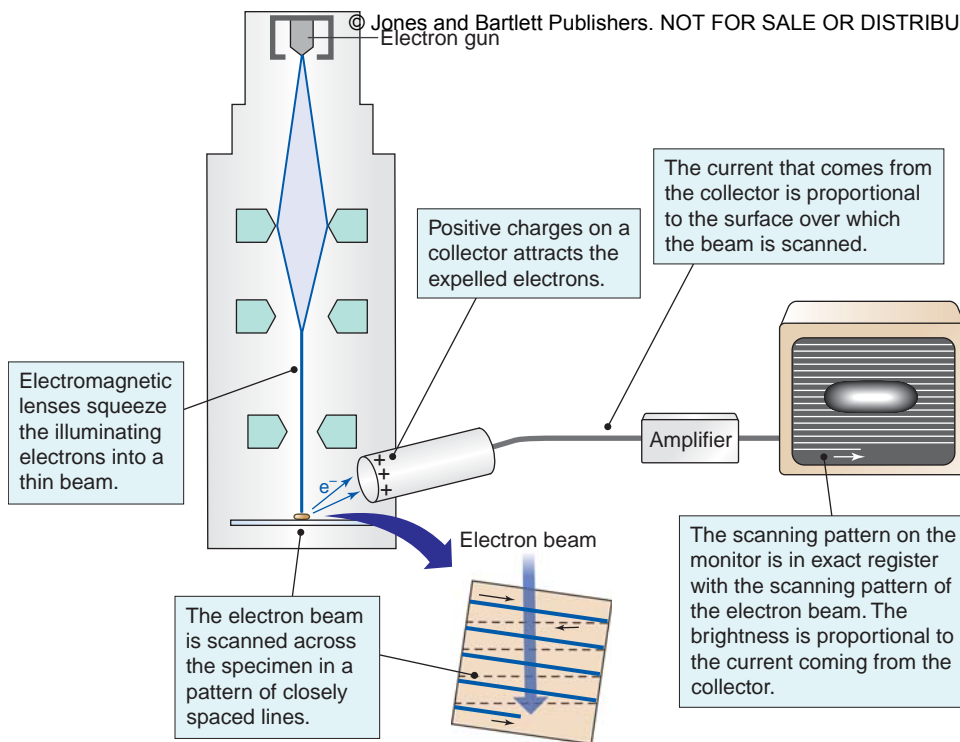 © Jones and Bartlett Publishers. NOT FOR SALE OR DISTRIBU
Electron gun
The current that comes from
the collector is proportional
to the surface over which
the beam is scanned.
Positive charges on a
collector attracts the
expelled electrons.
Electromagnetic
lenses squeeze
the illuminating
electrons into a
thin beam.
Amplifier
+
+
+
e⁻
Electron beam
The electron beam
is scanned across
the specimen in a
pattern of closely
spaced lines.
The scanning pattern on the
monitor is in exact register
with the scanning pattern of
the electron beam. The
brightness is proportional to
the current coming from the
collector.